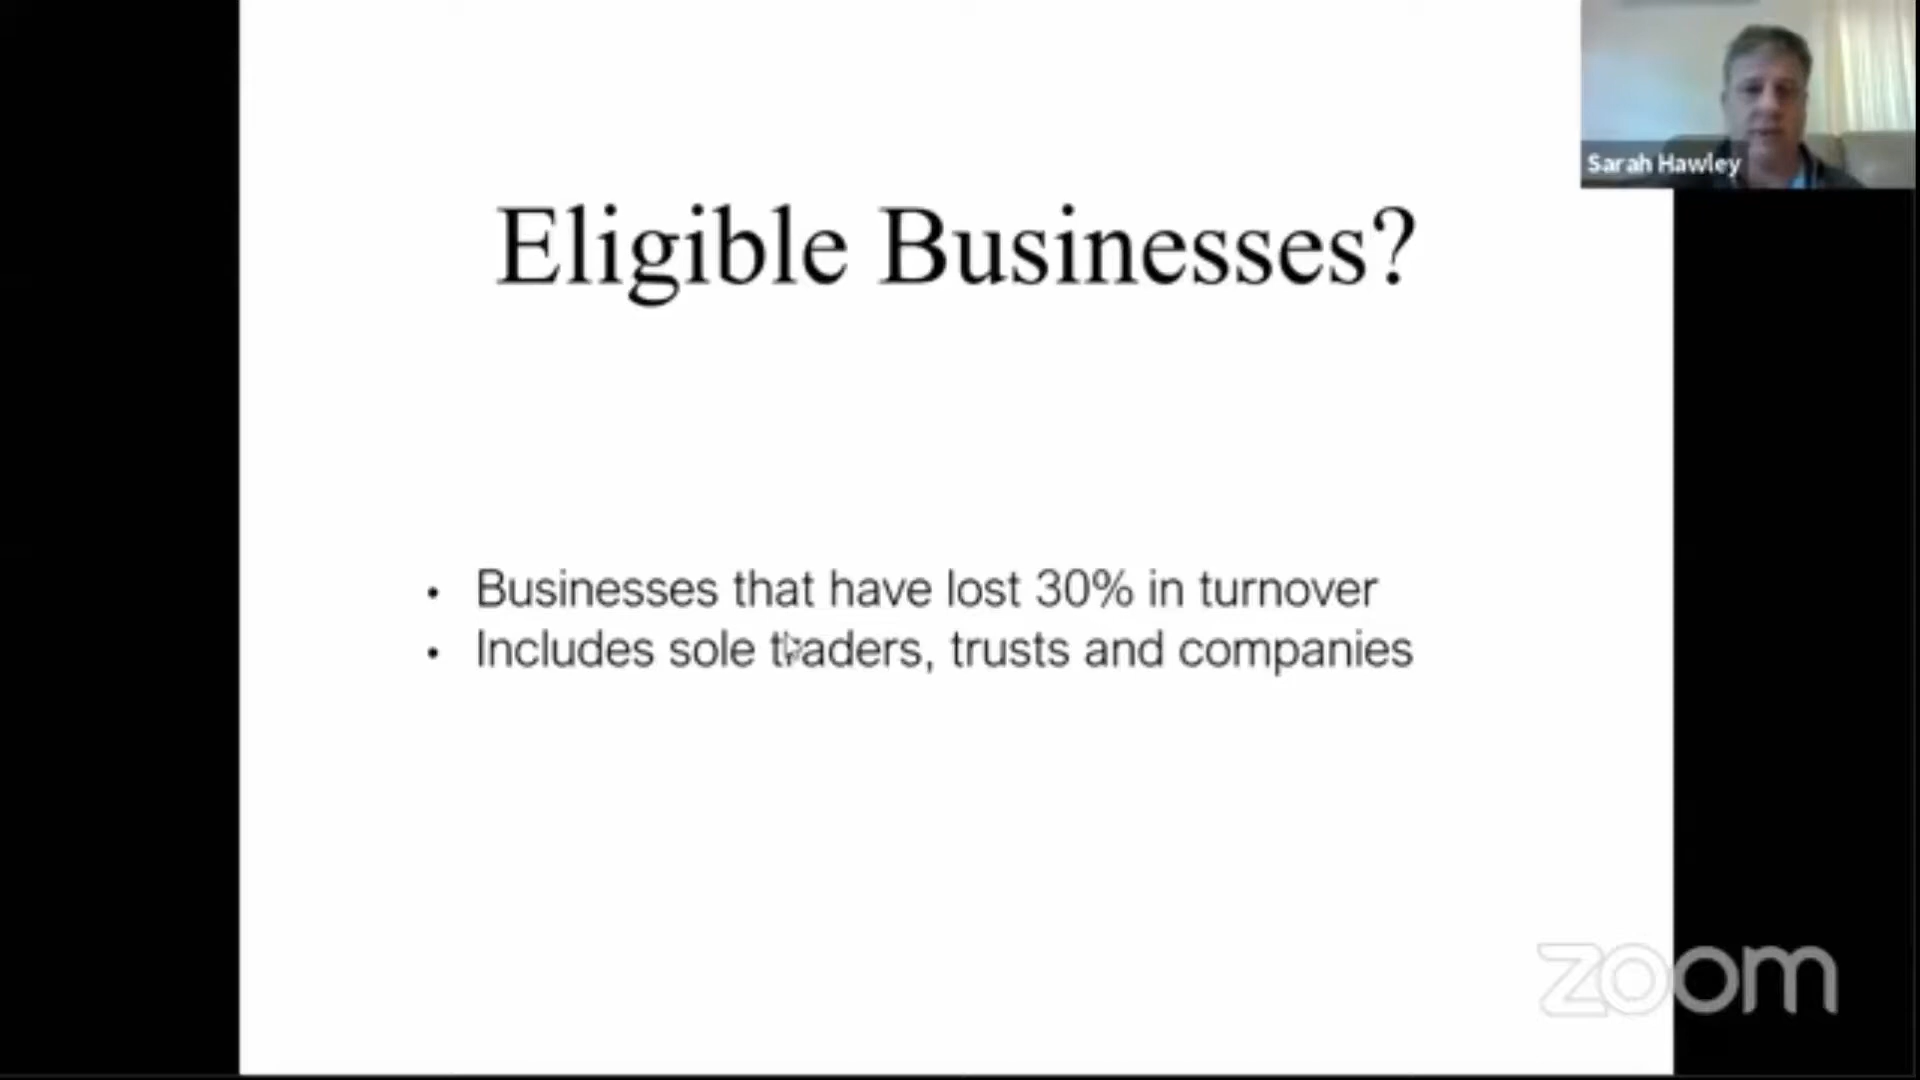 Sarah Hawley
Eligible Businesses?
• Businesses that have lost 30% in turnover
• Includes sole traders, trusts and companies
zoom